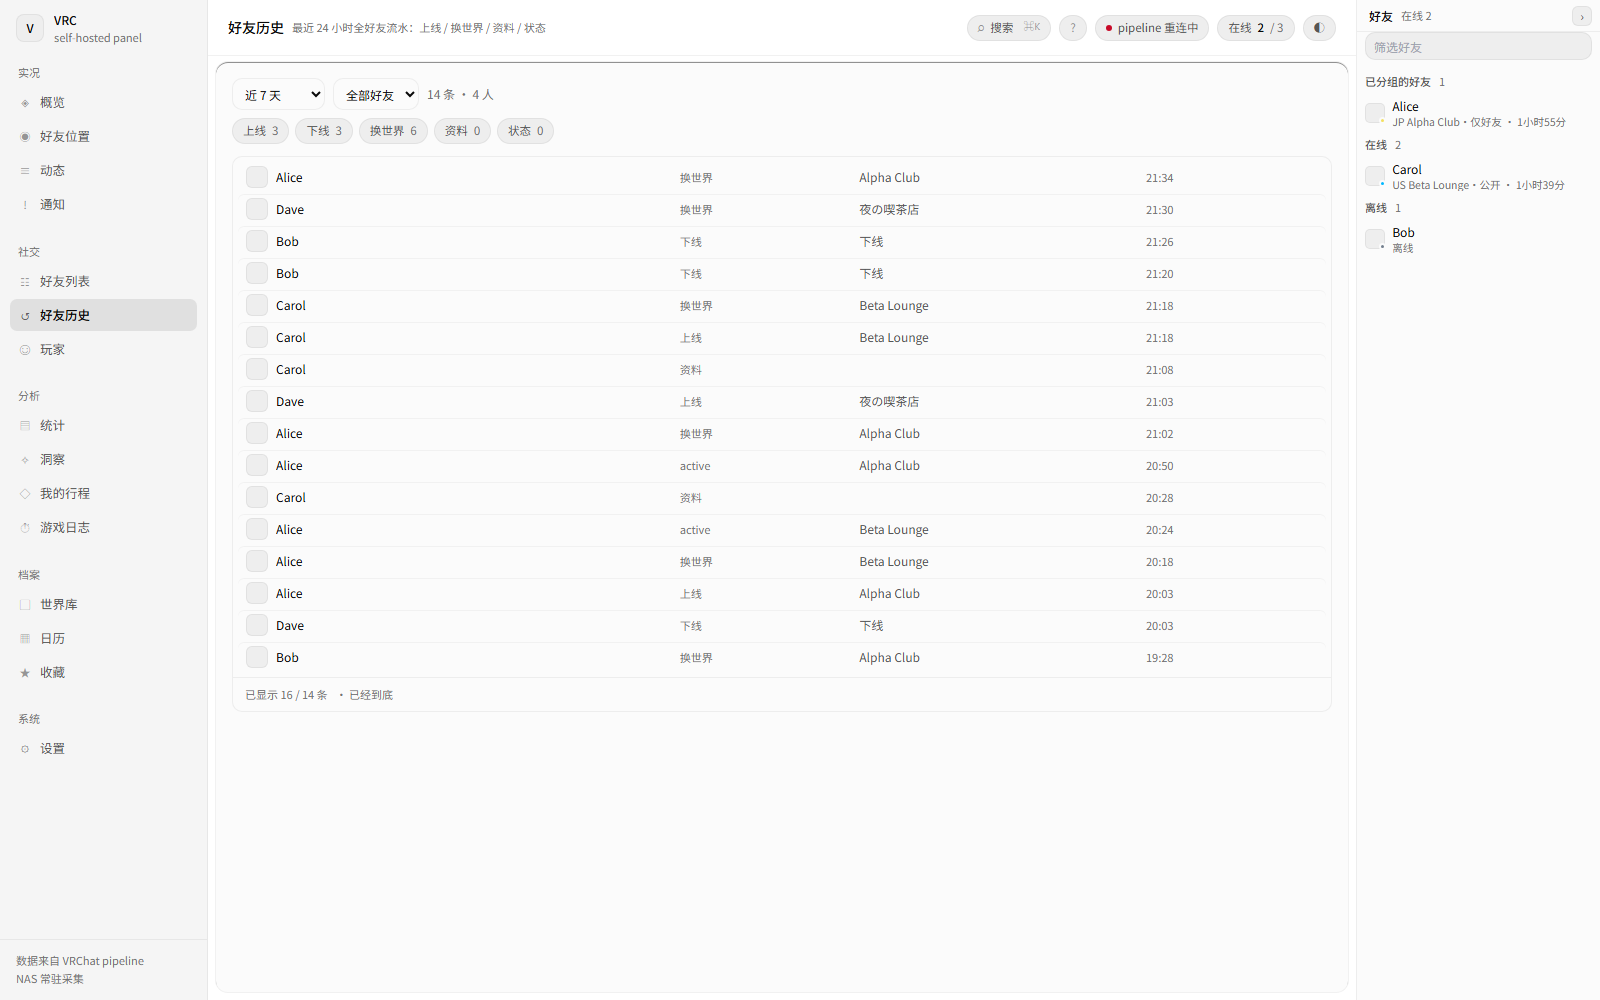 V
VRC
self-hosted panel
实况
概览
好友位置
动态
! 通知
社交
好友列表
好友历史
玩家
分析
统计
洞察
我的行程
游戏日志
档案
世界库
日历
★ 收藏
系统
设置
数据来自 VRChat pipeline
NAS 常驻采集
好友历史 最近 24 小时全好友流水：上线 / 换世界 / 资料 / 状态
搜索 ⌘K
?
pipeline 重连中
在线 2 / 3
近 7 天
全部好友
14 条 · 4 人
上线 3
下线 3
换世界 6
资料 0
状态 0
Alice 换世界 Alpha Club 21:34
Dave 换世界 夜の喫茶店 21:30
Bob 下线 下线 21:26
Bob 下线 下线 21:20
Carol 换世界 Beta Lounge 21:18
Carol 上线 Beta Lounge 21:18
Carol 资料 21:08
Dave 上线 夜の喫茶店 21:03
Alice 换世界 Alpha Club 21:02
Alice active Alpha Club 20:50
Carol 资料 20:28
Alice active Beta Lounge 20:24
Alice 换世界 Beta Lounge 20:18
Alice 上线 Alpha Club 20:03
Dave 下线 下线 20:03
Bob 换世界 Alpha Club 19:28
已显示 16 / 14 条 · 已经到底
好友 在线 2
›
筛选好友
已分组的好友 1
Alice
JP Alpha Club · 仅好友 · 1小时55分
在线 2
Carol
US Beta Lounge · 公开 · 1小时39分
离线 1
Bob
离线